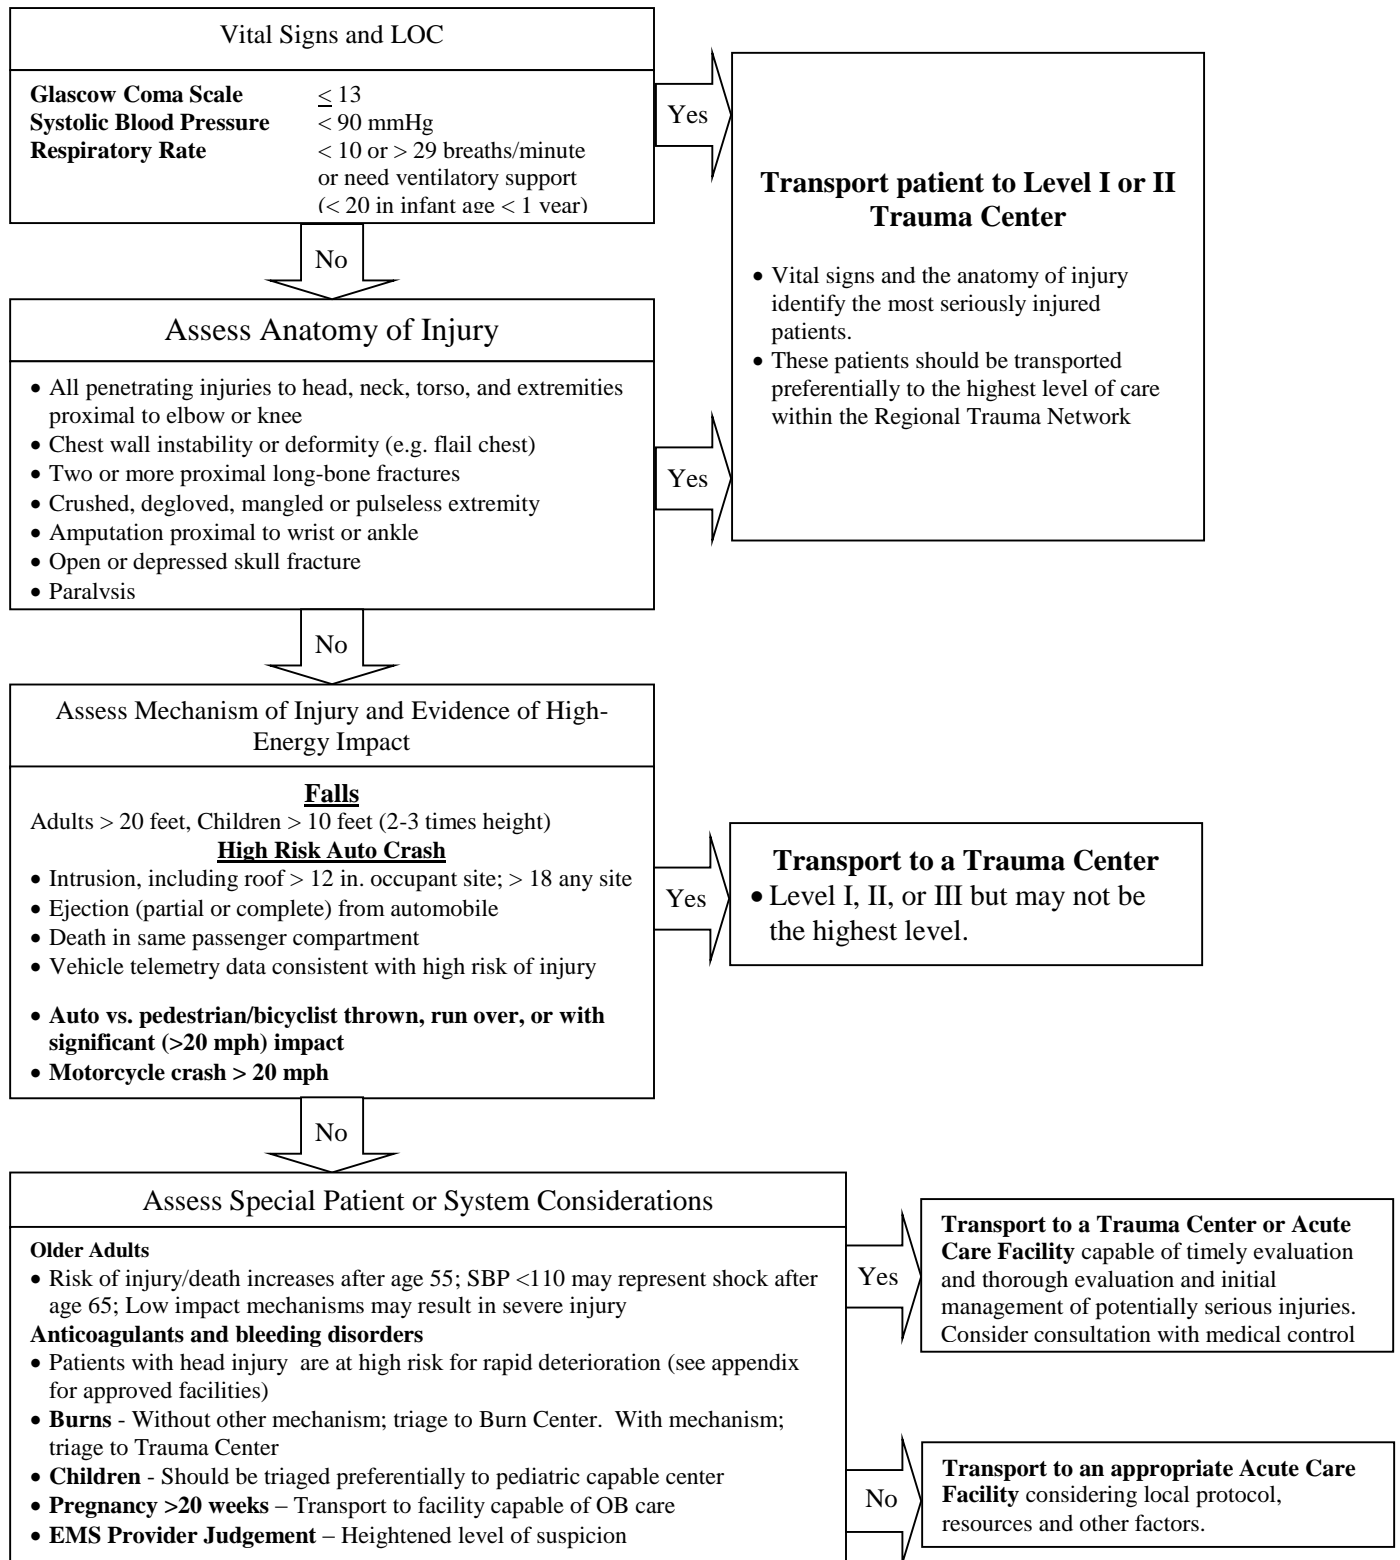 Vital Signs and LOC
Glascow Coma Scale < 13
Systolic Blood Pressure < 90 mmHg
Respiratory Rate < 10 or > 29 breaths/minute
or need ventilatory support
(< 20 in infant age < 1 year)
Yes
Transport patient to Level I or II
Trauma Center
• Vital signs and the anatomy of injury
identify the most seriously injured
patients.
• These patients should be transported
preferentially to the highest level of care
within the Regional Trauma Network
No
Assess Anatomy of Injury
• All penetrating injuries to head, neck, torso, and extremities
proximal to elbow or knee
• Chest wall instability or deformity (e.g. flail chest)
• Two or more proximal long-bone fractures
• Crushed, degloved, mangled or pulseless extremity
• Amputation proximal to wrist or ankle
• Open or depressed skull fracture
• Paralysis
Yes
No
Assess Mechanism of Injury and Evidence of High-
Energy Impact
Falls
Adults > 20 feet, Children > 10 feet (2-3 times height)
High Risk Auto Crash
• Intrusion, including roof > 12 in. occupant site; > 18 any site
• Ejection (partial or complete) from automobile
• Death in same passenger compartment
• Vehicle telemetry data consistent with high risk of injury
• Auto vs. pedestrian/bicyclist thrown, run over, or with
significant (>20 mph) impact
• Motorcycle crash > 20 mph
Yes
Transport to a Trauma Center
• Level I, II, or III but may not be
the highest level.
No
Assess Special Patient or System Considerations
Older Adults
• Risk of injury/death increases after age 55; SBP <110 may represent shock after
age 65; Low impact mechanisms may result in severe injury
Anticoagulants and bleeding disorders
• Patients with head injury are at high risk for rapid deterioration (see appendix
for approved facilities)
• Burns - Without other mechanism; triage to Burn Center. With mechanism;
triage to Trauma Center
• Children - Should be triaged preferentially to pediatric capable center
• Pregnancy >20 weeks – Transport to facility capable of OB care
• EMS Provider Judgement – Heightened level of suspicion
Yes
Transport to a Trauma Center or Acute
Care Facility capable of timely evaluation
and thorough evaluation and initial
management of potentially serious injuries.
Consider consultation with medical control
No
Transport to an appropriate Acute Care
Facility considering local protocol,
resources and other factors.